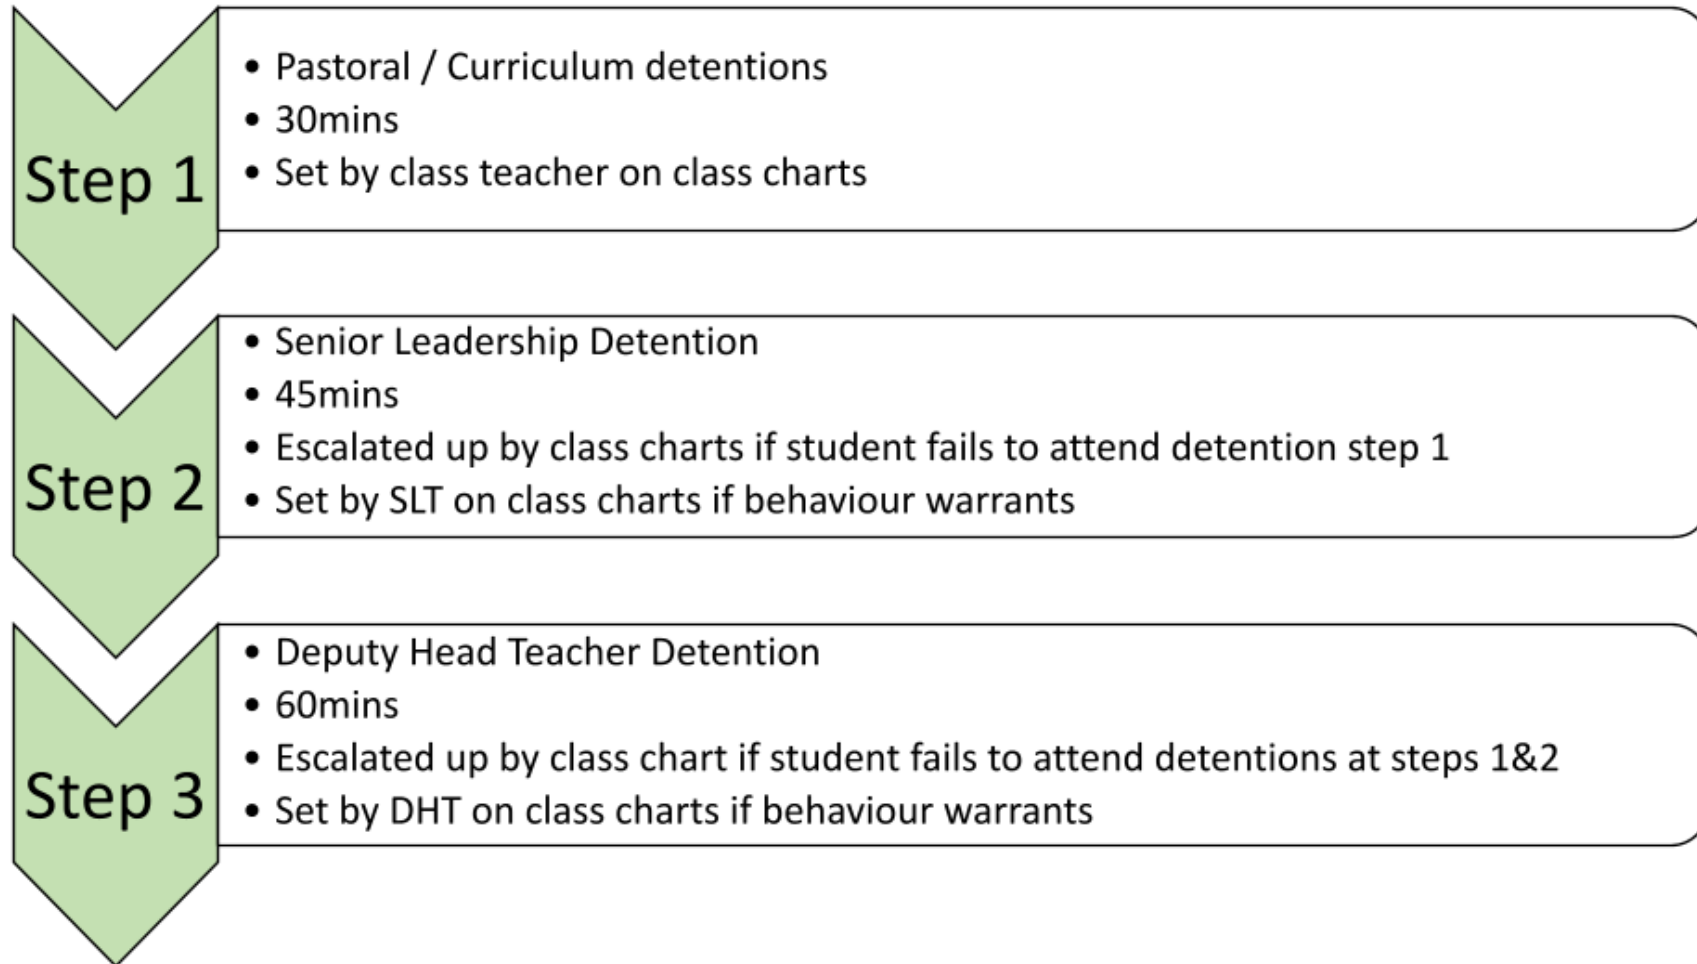 Step 1
• Pastoral / Curriculum detentions
• 30mins
• Set by class teacher on class charts
Step 2
• Senior Leadership Detention
• 45mins
• Escalated up by class charts if student fails to attend detention step 1
• Set by SLT on class charts if behaviour warrants
Step 3
• Deputy Head Teacher Detention
• 60mins
• Escalated up by class chart if student fails to attend detentions at steps 1&2
• Set by DHT on class charts if behaviour warrants